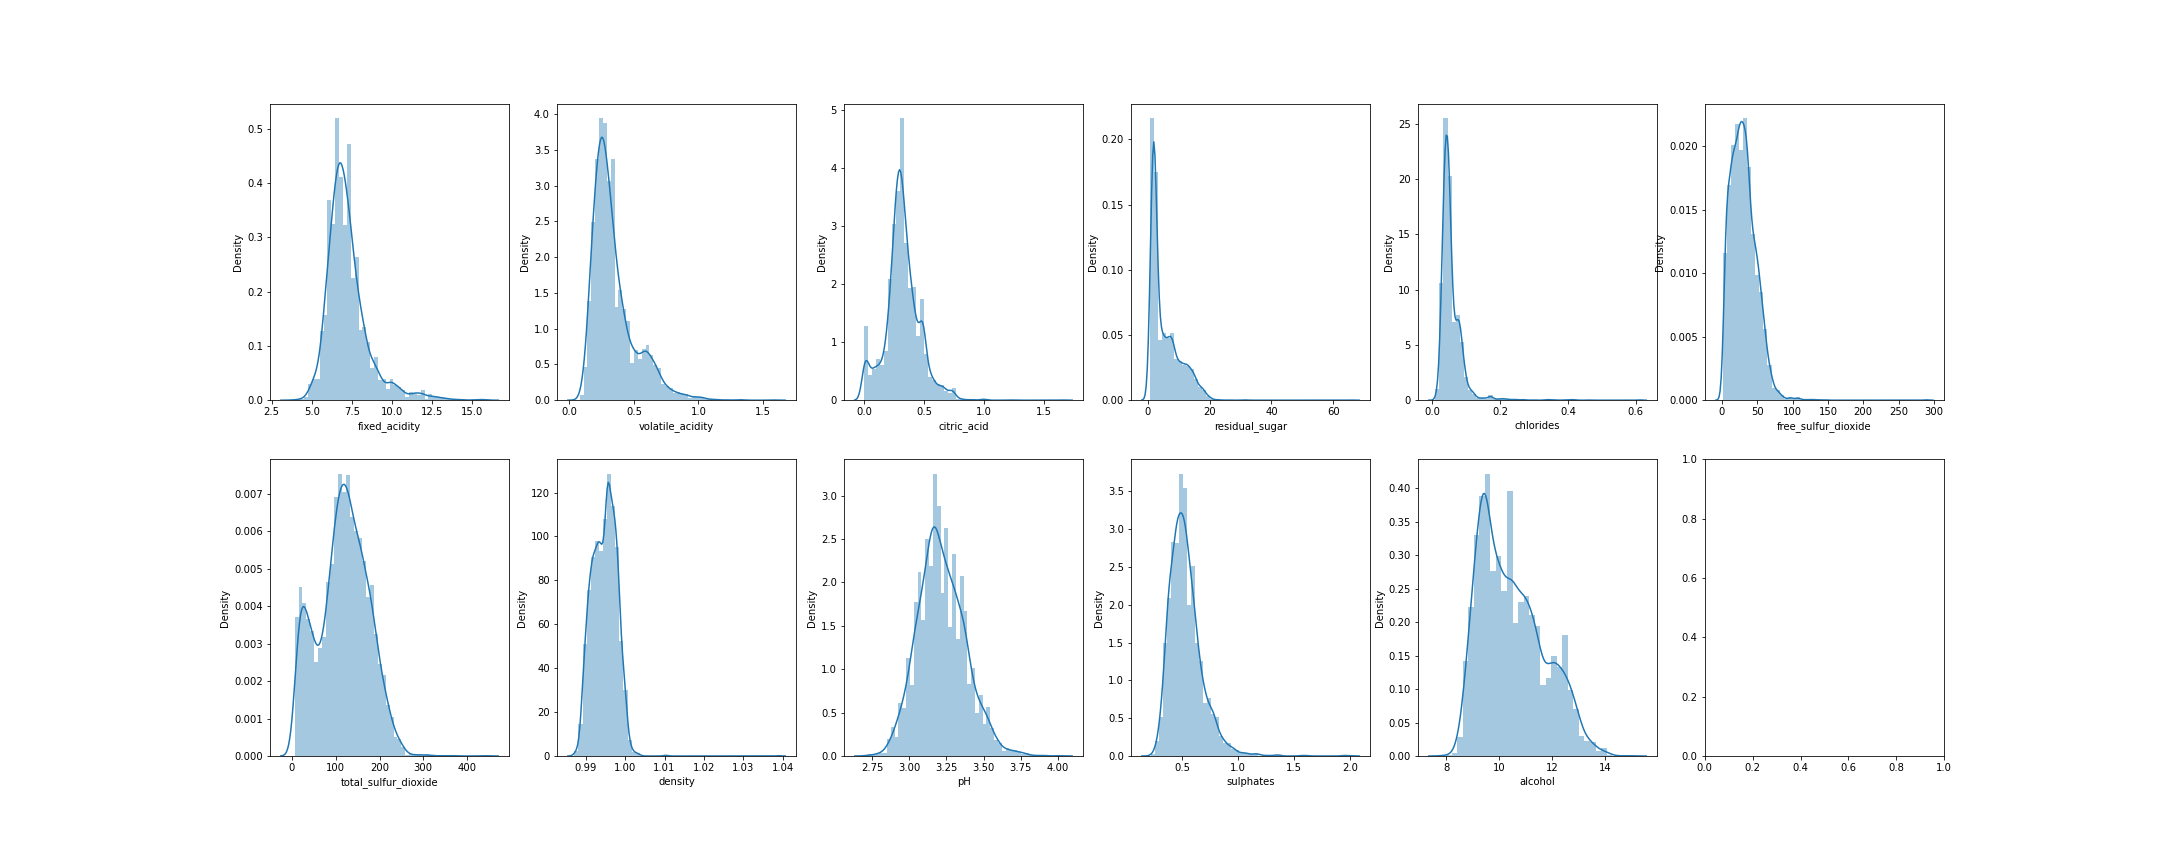 0.5
0.4
0.3
0.2
0.1
0.0
Density
2.5 5.0 7.5 10.0 12.5 15.0
fixed_acidity
4.0
3.5
3.0
2.5
2.0
1.5
1.0
0.5
0.0
Density
0.0 0.5 1.0 1.5
volatile_acidity
5
4
3
2
1
0
Density
0.0 0.5 1.0 1.5
citric_acid
0.20
0.15
0.10
0.05
0.00
Density
0 20 40 60
residual_sugar
25
20
15
10
5
0
Density
0.0 0.2 0.4 0.6
chlorides
0.020
0.015
0.010
0.005
0.000
Density
0 50 100 150 200 250 300
free_sulfur_dioxide
0.007
0.006
0.005
0.004
0.003
0.002
0.001
0.000
Density
0 100 200 300 400
total_sulfur_dioxide
120
100
80
60
40
20
0
Density
0.99 1.00 1.01 1.02 1.03 1.04
density
3.0
2.5
2.0
1.5
1.0
0.5
0.0
Density
2.75 3.00 3.25 3.50 3.75 4.00
pH
3.5
3.0
2.5
2.0
1.5
1.0
0.5
0.0
Density
0.5 1.0 1.5 2.0
sulphates
0.40
0.35
0.30
0.25
0.20
0.15
0.10
0.05
0.00
Density
8 10 12 14
alcohol
1.0
0.8
0.6
0.4
0.2
0.0
0.0 0.2 0.4 0.6 0.8 1.0